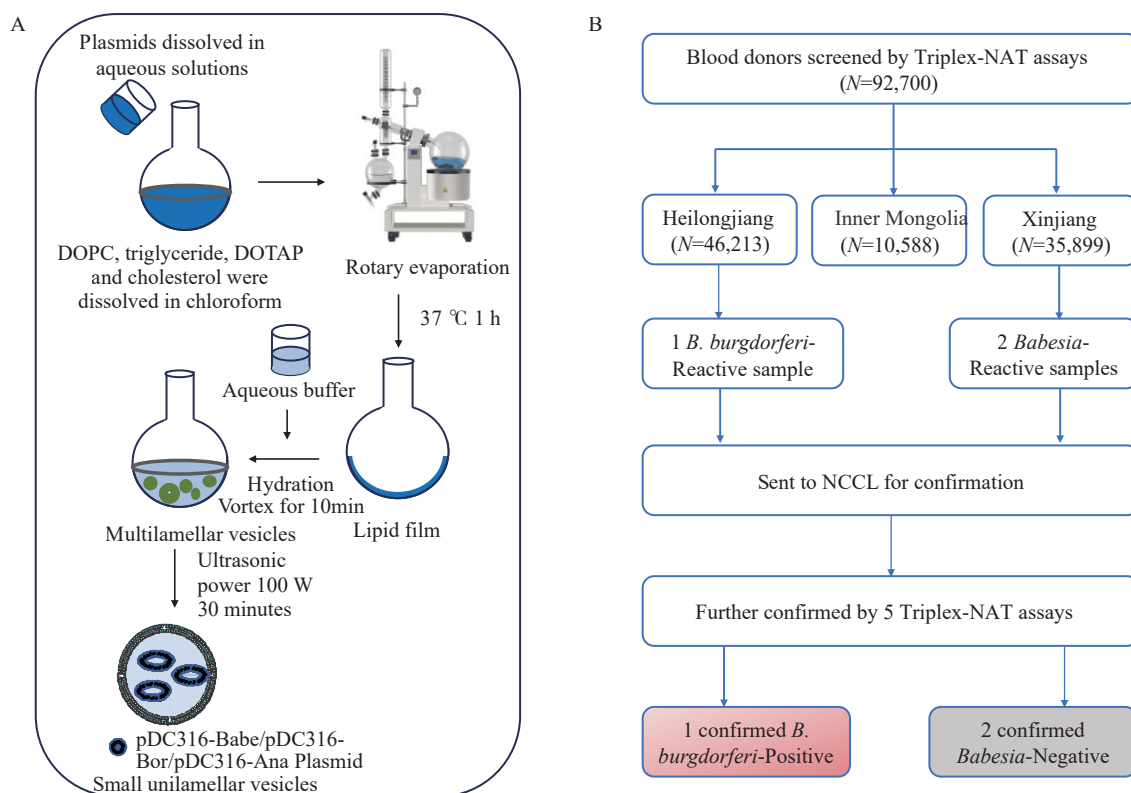 A
Plasmids dissolved in
aqueous solutions
DOPC, triglyceride, DOTAP
and cholesterol were
dissolved in chloroform
Rotary evaporation
37 ℃ 1 h
Aqueous buffer
Hydration
Vortex for 10min
Lipid film
Multilamellar vesicles
Ultrasonic
power 100 W
30 minutes
pDC316-Babe/pDC316-
Bor/pDC316-Ana Plasmid
Small unilamellar vesicles
B
Blood donors screened by Triplex-NAT assays
(N=92,700)
Heilongjiang
(N=46,213)
Inner Mongolia
(N=10,588)
Xinjiang
(N=35,899)
1 B. burgdorferi-
Reactive sample
2 Babesia-
Reactive samples
Sent to NCCL for confirmation
Further confirmed by 5 Triplex-NAT assays
1 confirmed B.
burgdorferi-Positive
2 confirmed
Babesia-Negative